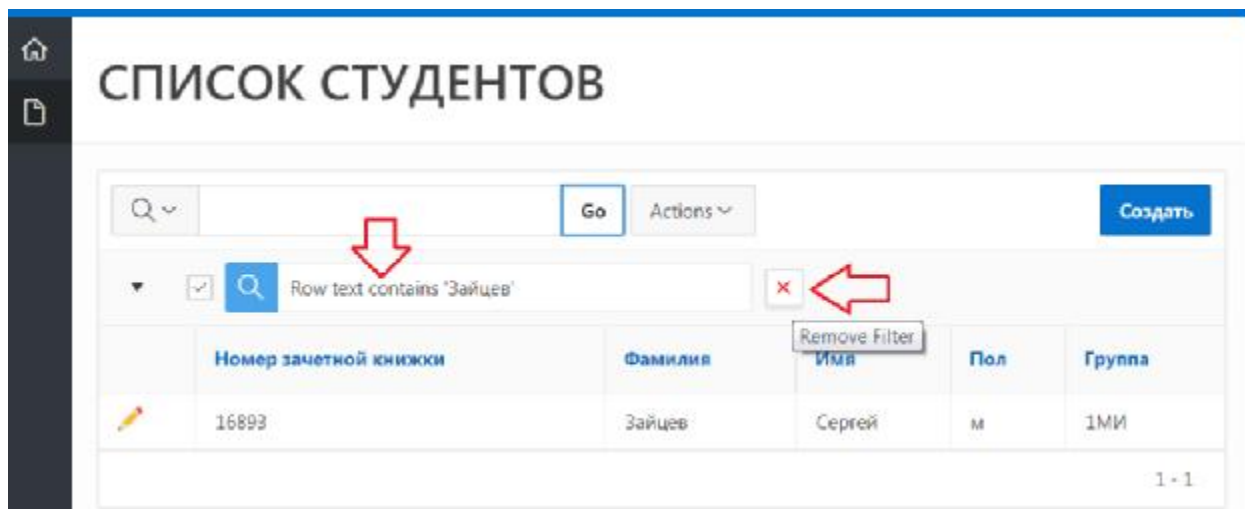 СПИСОК СТУДЕНТОВ
Go Actions Создать
Row text contains 'Зайцев'
Remove Filter
Номер зачетной книжки Фамилия Имя Пол Группа
16893 Зайцев Сергей м 1МИ
1 - 1